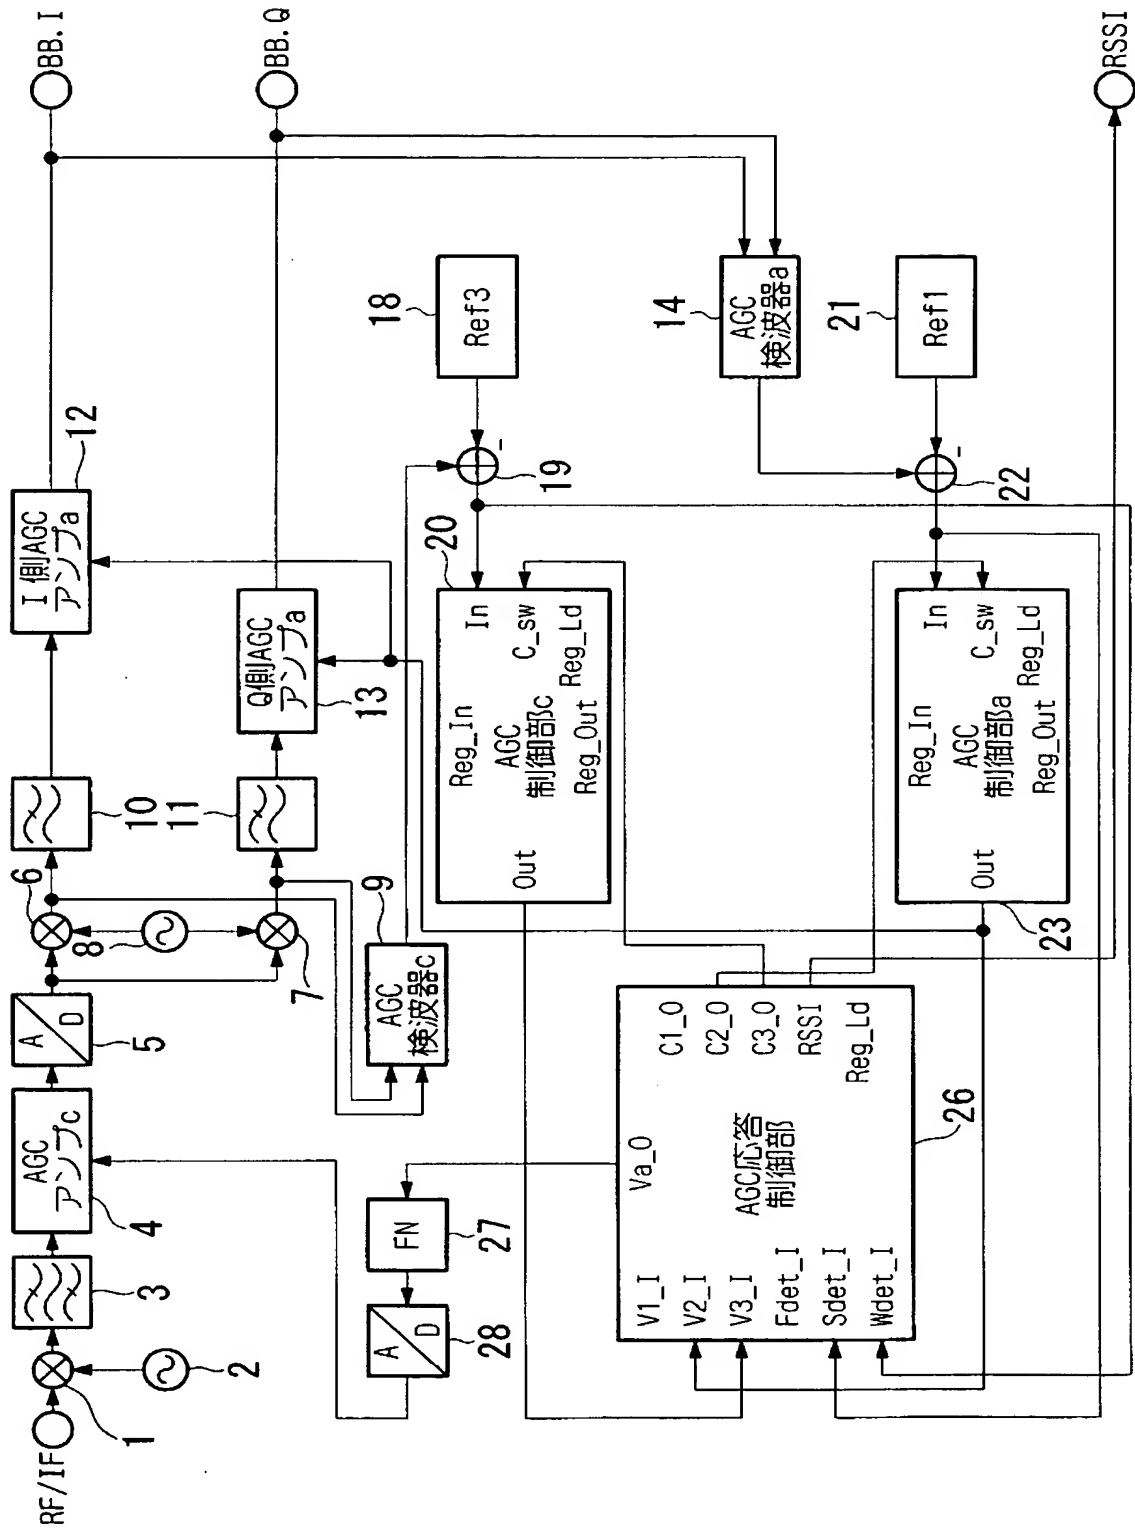 RF/IF
1
2
3
AGC
アンプc
4
A
D
5
6
7
8
AGC
検波器c
9
10
11
I側AGC
アンプa
12
Q側AGC
アンプa
13
BB.I
BB.Q
RSSI
Ref3
18
-
19
AGC
検波器a
14
Ref1
21
-
22
Reg_In
In
AGC
制御部c
C_sw
Reg_Out
Reg_Ld
Out
20
Reg_In
In
AGC
制御部a
C_sw
Reg_Out
Reg_Ld
Out
23
FN
27
A
D
28
V1_I
V2_I
V3_I
Fdet_I
Sdet_I
Wdet_I
Va_O
AGC応答
制御部
C1_O
C2_O
C3_O
RSSI
Reg_Ld
26